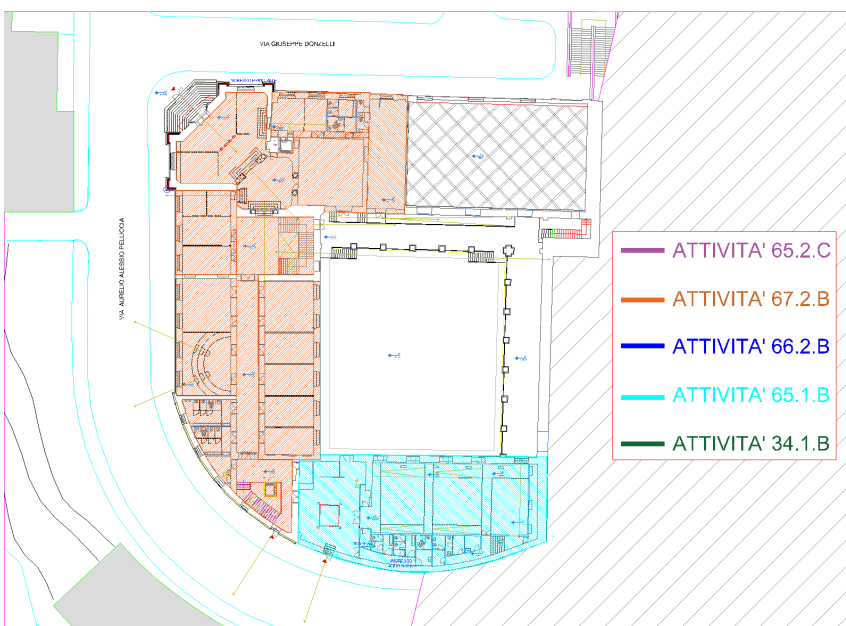 VIA GIUSEPPE DONZELLI
VIA AURELIO ALESSIO PELLICCIA
ATTIVITA' 65.2.C
ATTIVITA' 67.2.B
ATTIVITA' 66.2.B
ATTIVITA' 65.1.B
ATTIVITA' 34.1.B